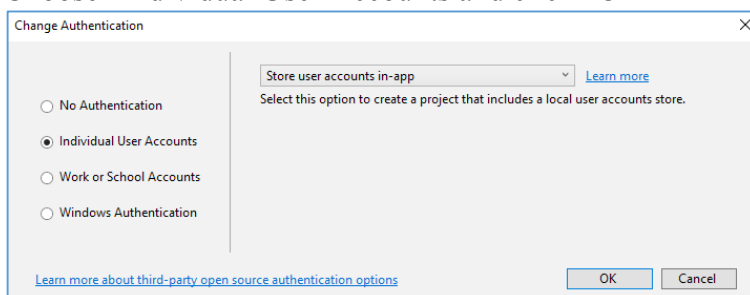 Change Authentication
Store user accounts in-app
Learn more
Select this option to create a project that includes a local user accounts store.
No Authentication
Individual User Accounts
Work or School Accounts
Windows Authentication
Learn more about third-party open source authentication options
OK
Cancel